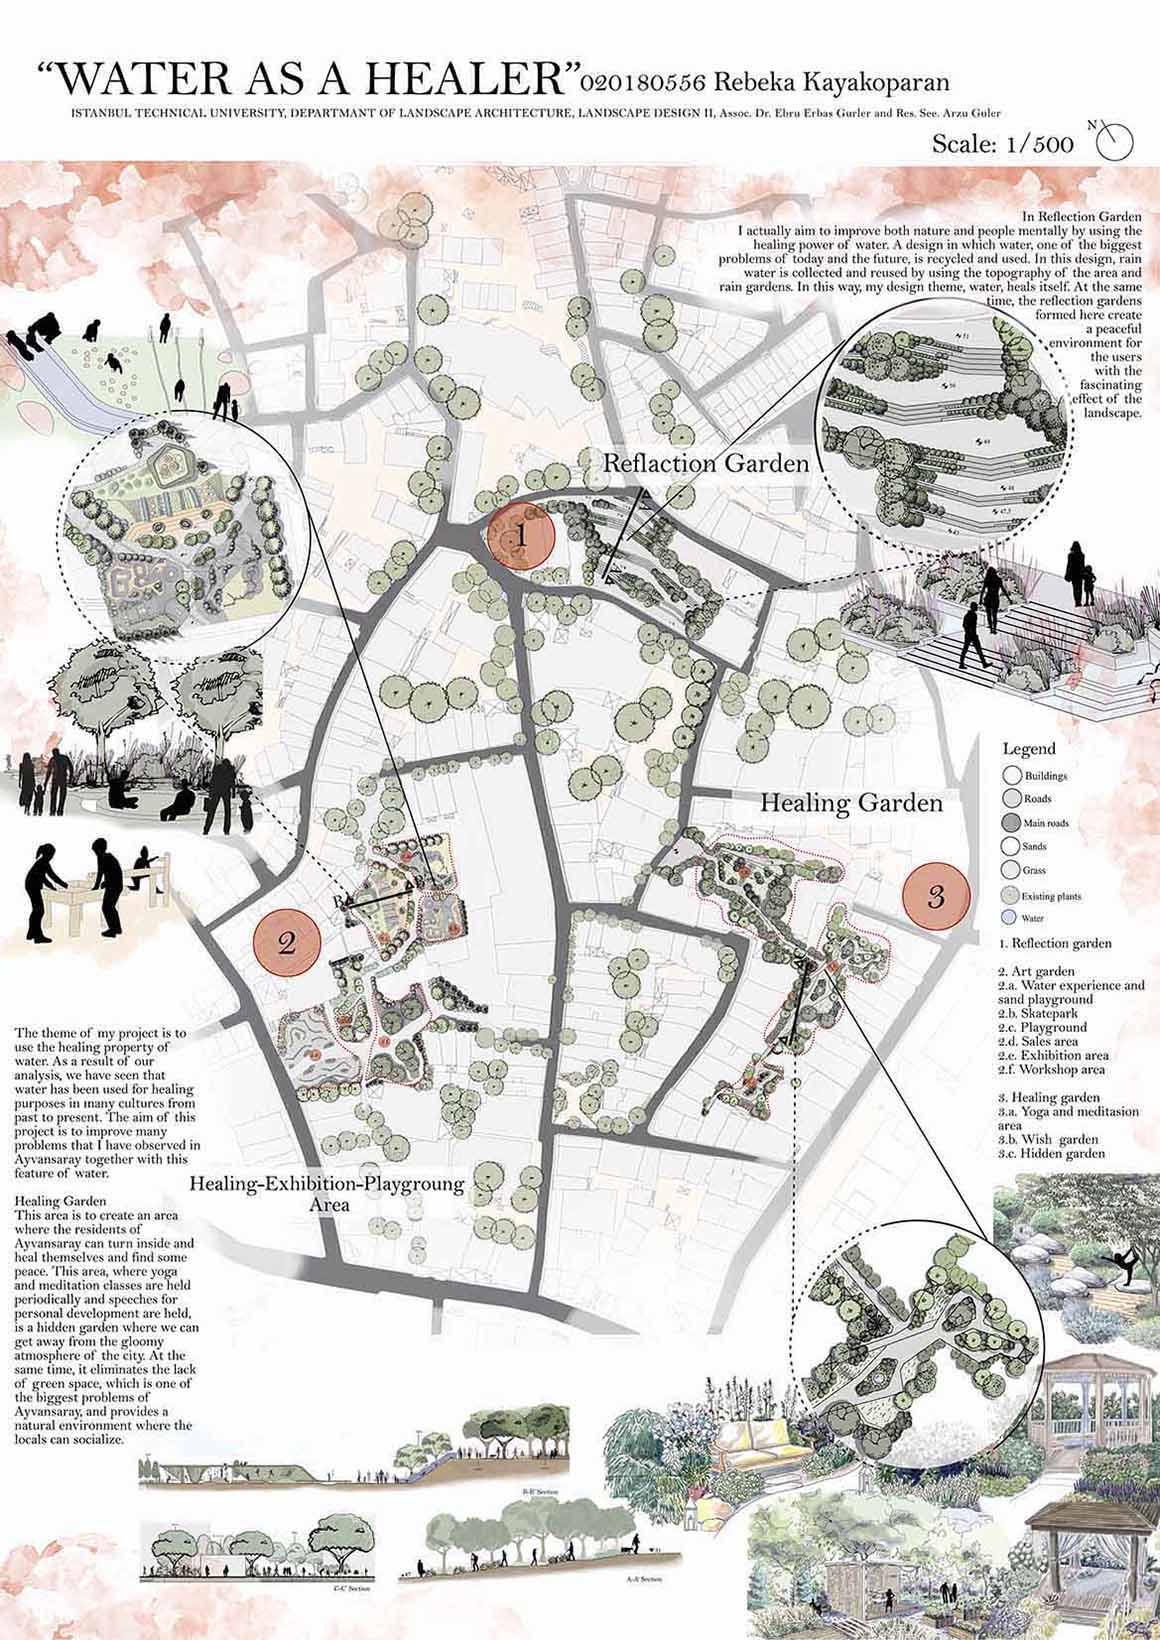 “WATER AS A HEALER” 020180556 Rebeka Kayakoparan
ISTANBUL TECHNICAL UNIVERSITY, DEPARTMANT OF LANDSCAPE ARCHITECTURE, LANDSCAPE DESIGN II, Assoc. Dr. Ebru Erbas Gurler and Res. See. Arzu Guler
Scale: 1/500
N
In Reflection Garden
I actually aim to improve both nature and people mentally by using the
healing power of water. A design in which water, one of the biggest
problems of today and the future, is recycled and used. In this design, rain
water is collected and reused by using the topography of the area and
rain gardens. In this way, my design theme, water, heals itself. At the same
time, the reflection gardens
formed here create
a peaceful
environment for
the users
with the
fascinating
effect of the
landscape.
Reflaction Garden
1
Legend
Buildings
Roads
Main roads
Sands
Grass
Existing plants
Water
1. Reflection garden
2. Art garden
2.a. Water experience and
sand playground
2.b. Skatepark
2.c. Playground
2.d. Sales area
2.e. Exhibition area
2.f. Workshop area
3. Healing garden
3.a. Yoga and meditasion
area
3.b. Wish garden
3.c. Hidden garden
Healing Garden
3
2
The theme of my project is to
use the healing property of
water. As a result of our
analysis, we have seen that
water has been used for healing
purposes in many cultures from
past to present. The aim of this
project is to improve many
problems that I have observed in
Ayvansaray together with this
feature of water.
Healing Garden
This area is to create an area
where the residents of
Ayvansaray can turn inside and
heal themselves and find some
peace. This area, where yoga
and meditation classes are held
periodically and speeches for
personal development are held,
is a hidden garden where we can
get away from the gloomy
atmosphere of the city. At the
same time, it eliminates the lack
of green space, which is one of
the biggest problems of
Ayvansaray, and provides a
natural environment where the
locals can socialize.
Healing-Exhibition-Playgroung
Area
B-B' Section
C-C' Section
A-A' Section